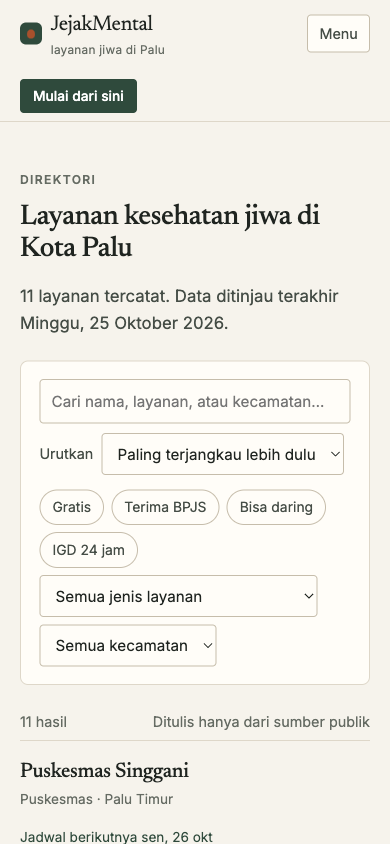 JejakMental
layanan jiwa di Palu
Menu
Mulai dari sini
DIREKTORI
Layanan kesehatan jiwa di
Kota Palu
11 layanan tercatat. Data ditinjau terakhir
Minggu, 25 Oktober 2026.
Cari nama, layanan, atau kecamatan...
Urutkan Paling terjangkau lebih dulu
Gratis Terima BPJS Bisa daring
IGD 24 jam
Semua jenis layanan
Semua kecamatan
11 hasil Ditulis hanya dari sumber publik
Puskesmas Singgani
Puskesmas · Palu Timur
Jadwal berikutnya sen, 26 okt